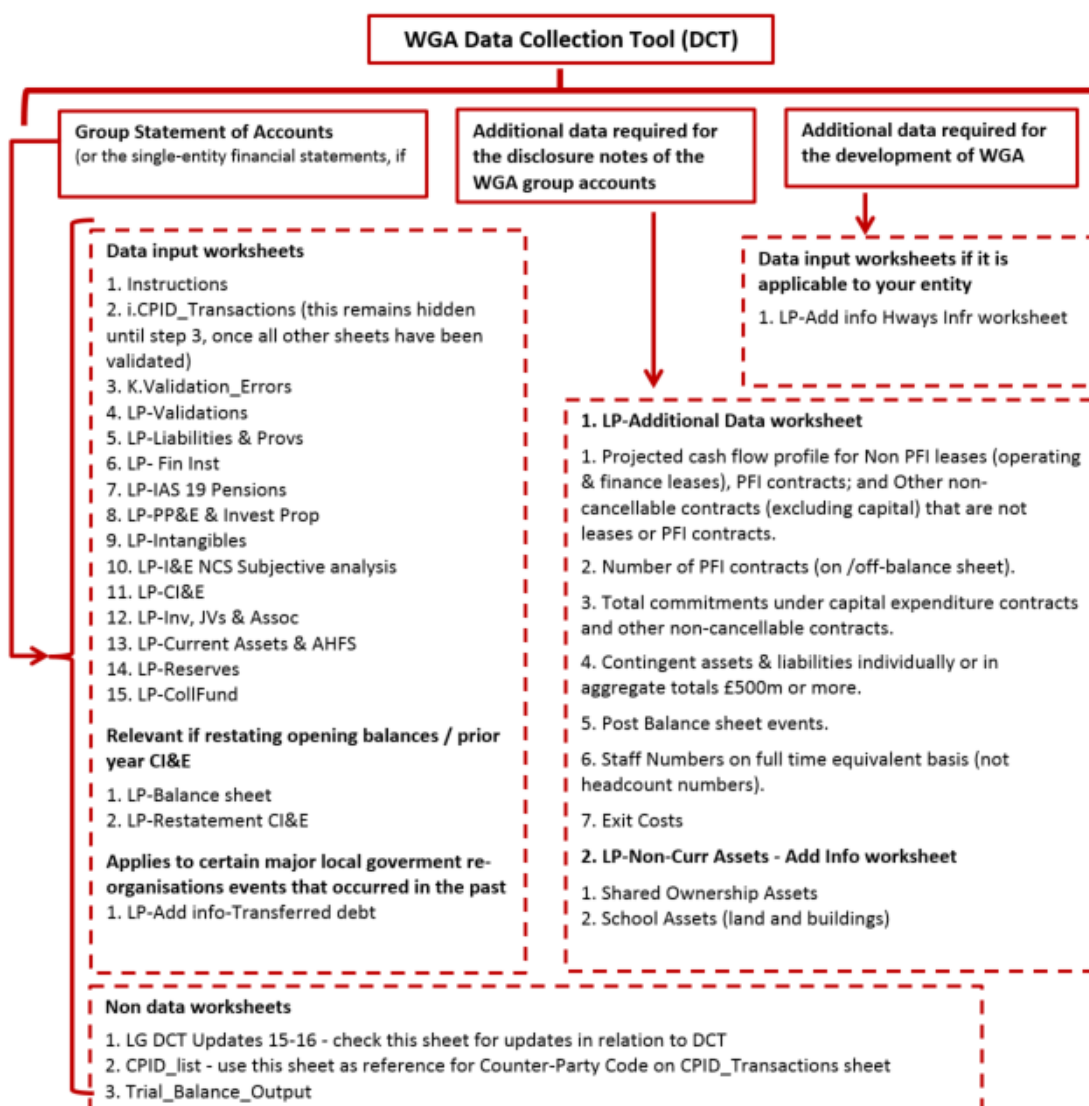 WGA Data Collection Tool (DCT)
Group Statement of Accounts
(or the single-entity financial statements, if
Additional data required for
the disclosure notes of the
WGA group accounts
Additional data required for
the development of WGA
Data input worksheets
1. Instructions
2. i.CPID_Transactions (this remains hidden
until step 3, once all other sheets have been
validated)
3. K.Validation_Errors
4. LP-Validations
5. LP-Liabilities & Provs
6. LP- Fin Inst
7. LP-IAS 19 Pensions
8. LP-PP&E & Invest Prop
9. LP-Intangibles
10. LP-I&E NCS Subjective analysis
11. LP-CI&E
12. LP-Inv, JVs & Assoc
13. LP-Current Assets & AHFS
14. LP-Reserves
15. LP-CollFund
Relevant if restating opening balances / prior
year CI&E
1. LP-Balance sheet
2. LP-Restatement CI&E
Applies to certain major local goverment re-
organisations events that occurred in the past
1. LP-Add info-Transferred debt
Data input worksheets if it is
applicable to your entity
1. LP-Add info Hways Infr worksheet
1. LP-Additional Data worksheet
1. Projected cash flow profile for Non PFI leases (operating
& finance leases), PFI contracts; and Other non-
cancellable contracts (excluding capital) that are not
leases or PFI contracts.
2. Number of PFI contracts (on /off-balance sheet).
3. Total commitments under capital expenditure contracts
and other non-cancellable contracts.
4. Contingent assets & liabilities individually or in
aggregate totals £500m or more.
5. Post Balance sheet events.
6. Staff Numbers on full time equivalent basis (not
headcount numbers).
7. Exit Costs
2. LP-Non-Curr Assets - Add Info worksheet
1. Shared Ownership Assets
2. School Assets (land and buildings)
Non data worksheets
1. LG DCT Updates 15-16 - check this sheet for updates in relation to DCT
2. CPID_list - use this sheet as reference for Counter-Party Code on CPID_Transactions sheet
3. Trial_Balance_Output